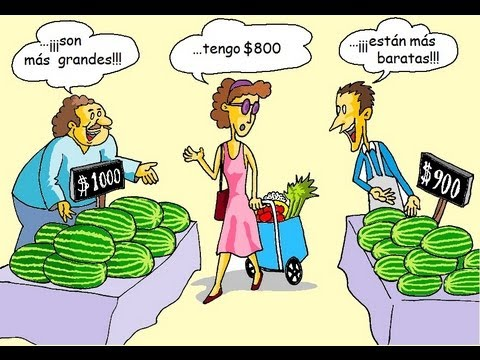 ...¡¡¡son
más grandes!!!
...tengo $800
...¡¡¡están más
baratas!!!
$1000
$900